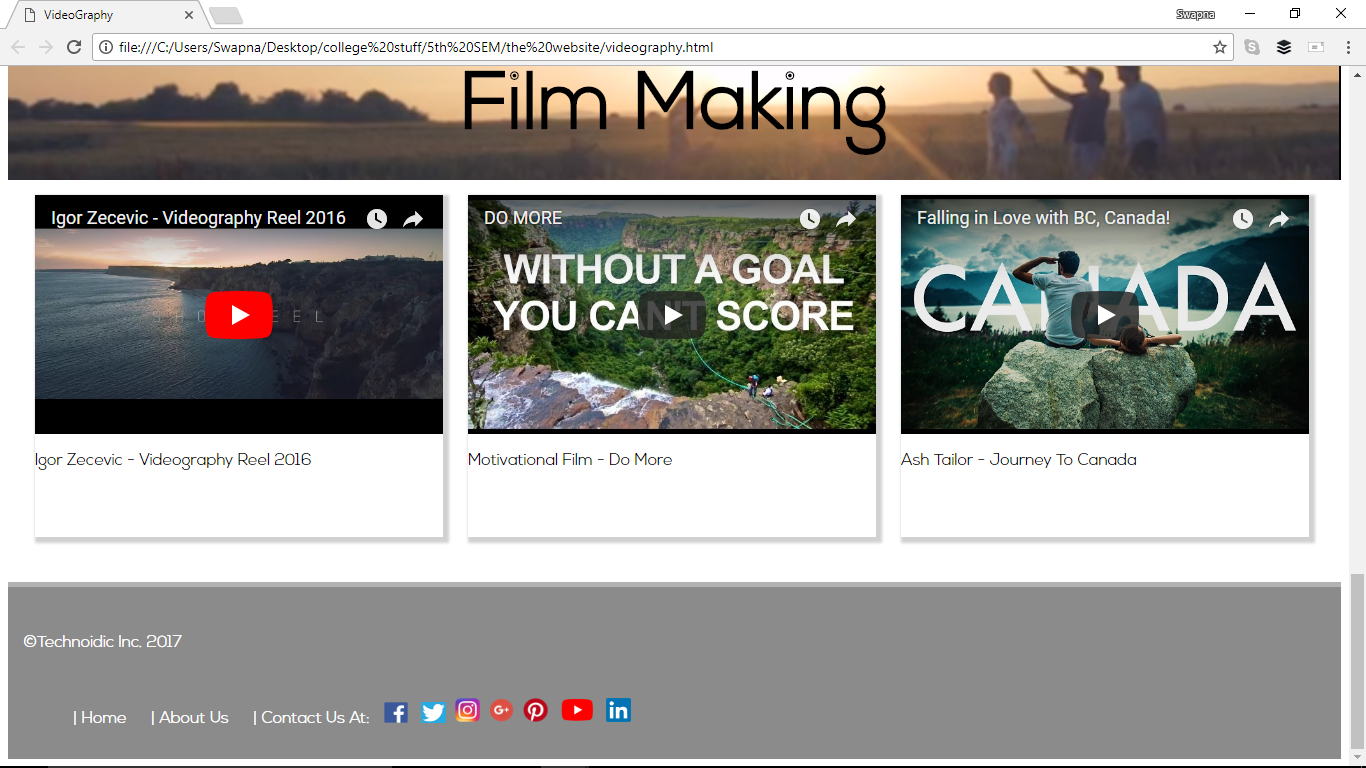 VideoGraphy
Swapna
file:///C:/Users/Swapna/Desktop/college%20stuff/5th%20SEM/the%20website/videography.html
Film Making
Igor Zecevic - Videography Reel 2016
DO MORE
WITHOUT A GOAL
YOU CAN'T SCORE
Falling in Love with BC, Canada!
CANADA
Igor Zecevic - Videography Reel 2016
Motivational Film - Do More
Ash Tailor - Journey To Canada
©Technoidic Inc. 2017
| Home | About Us | Contact Us At: